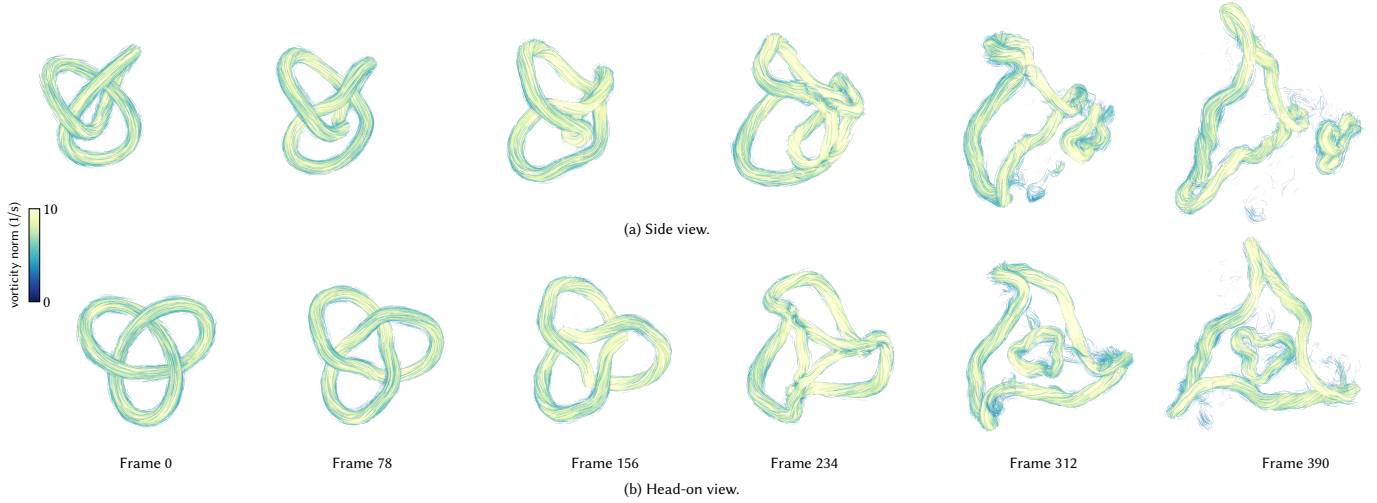 (a) Side view.
vorticity norm (1/s)
10
0
Frame 0
Frame 78
Frame 156
Frame 234
Frame 312
Frame 390
(b) Head-on view.